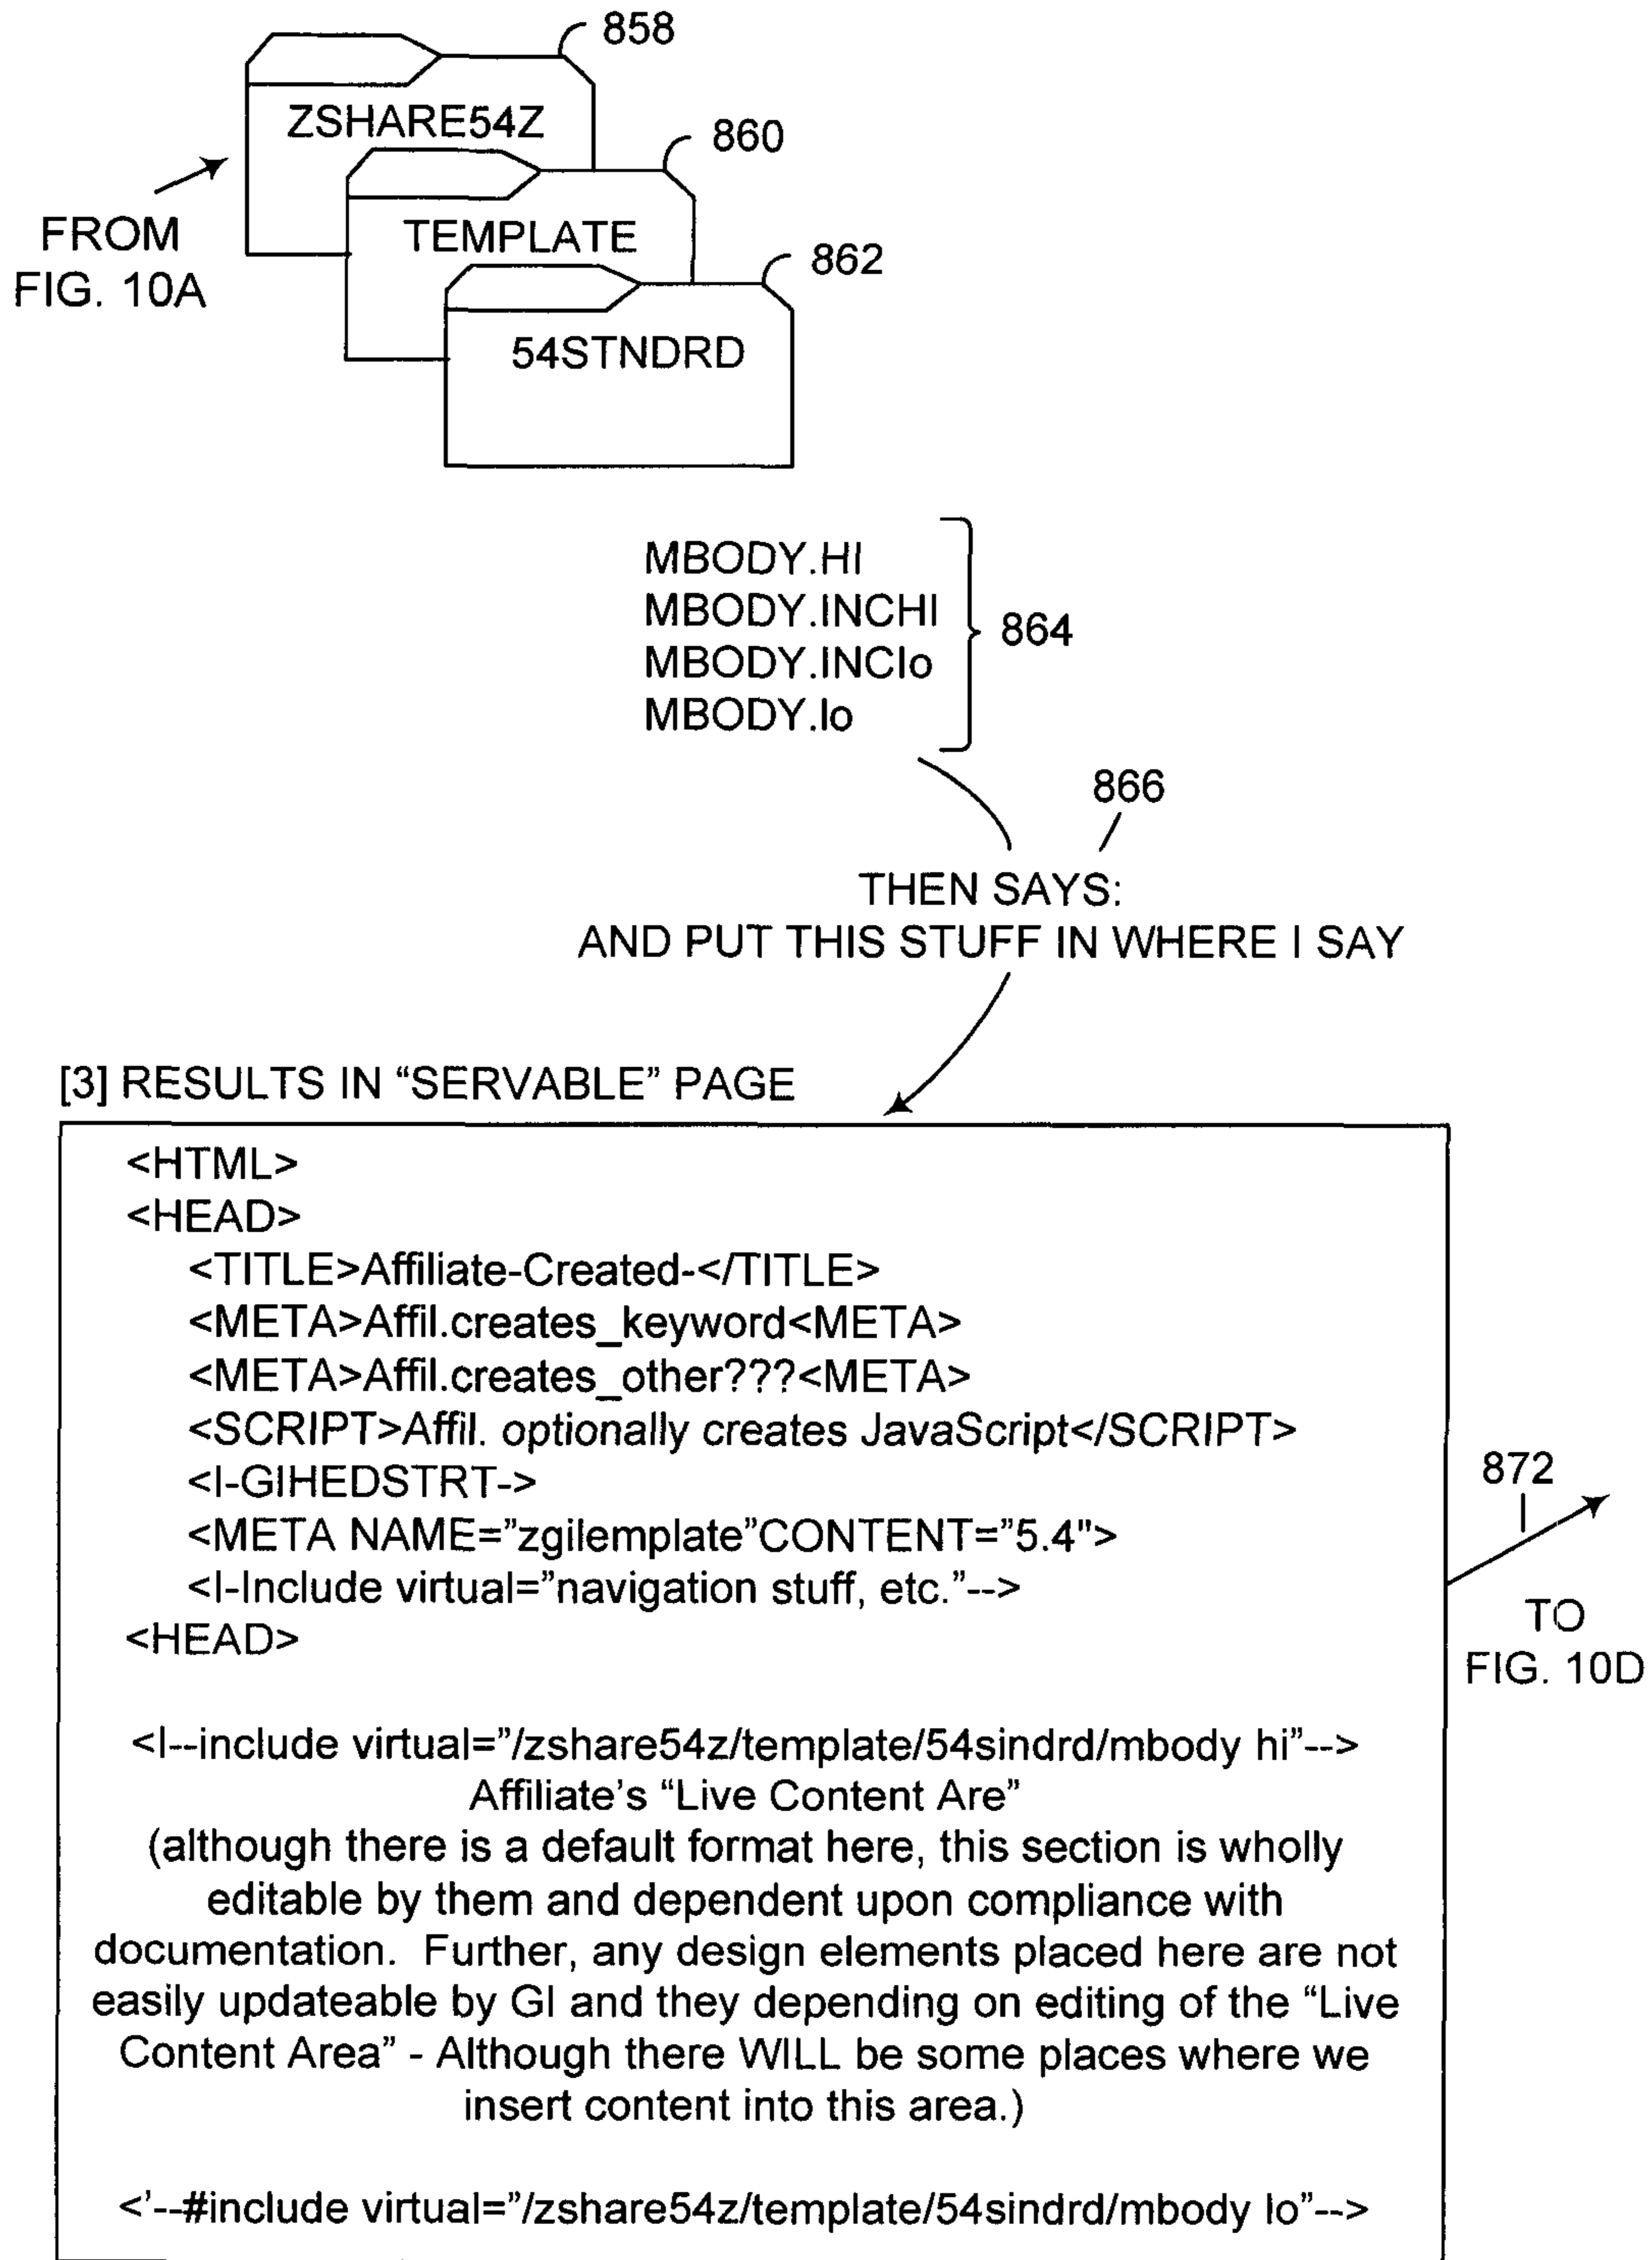 858
ZSHARE54Z
860
FROM
FIG. 10A
TEMPLATE
862
54STNDRD
MBODY.HI
MBODY.INCHI
MBODY.INClo
MBODY.lo
864
866
THEN SAYS:
AND PUT THIS STUFF IN WHERE I SAY
[3] RESULTS IN “SERVABLE” PAGE
<HTML>
<HEAD>
<TITLE>Affiliate-Created-</TITLE>
<META>Affil.creates_keyword<META>
<META>Affil.creates_other???<META>
<SCRIPT>Affil. optionally creates JavaScript</SCRIPT>
<I-GIHEDSTRT->
<META NAME=”zgilemplate”CONTENT=”5.4">
<I-Include virtual=”navigation stuff, etc.”-->
<HEAD>
872
TO
FIG. 10D
<I--include virtual=”/zshare54z/template/54sindrd/mbody hi”-->
Affiliate's “Live Content Are”
(although there is a default format here, this section is wholly
editable by them and dependent upon compliance with
documentation. Further, any design elements placed here are not
easily updateable by GI and they depending on editing of the “Live
Content Area” - Although there WILL be some places where we
insert content into this area.)
<'--#include virtual=”/zshare54z/template/54sindrd/mbody lo”-->